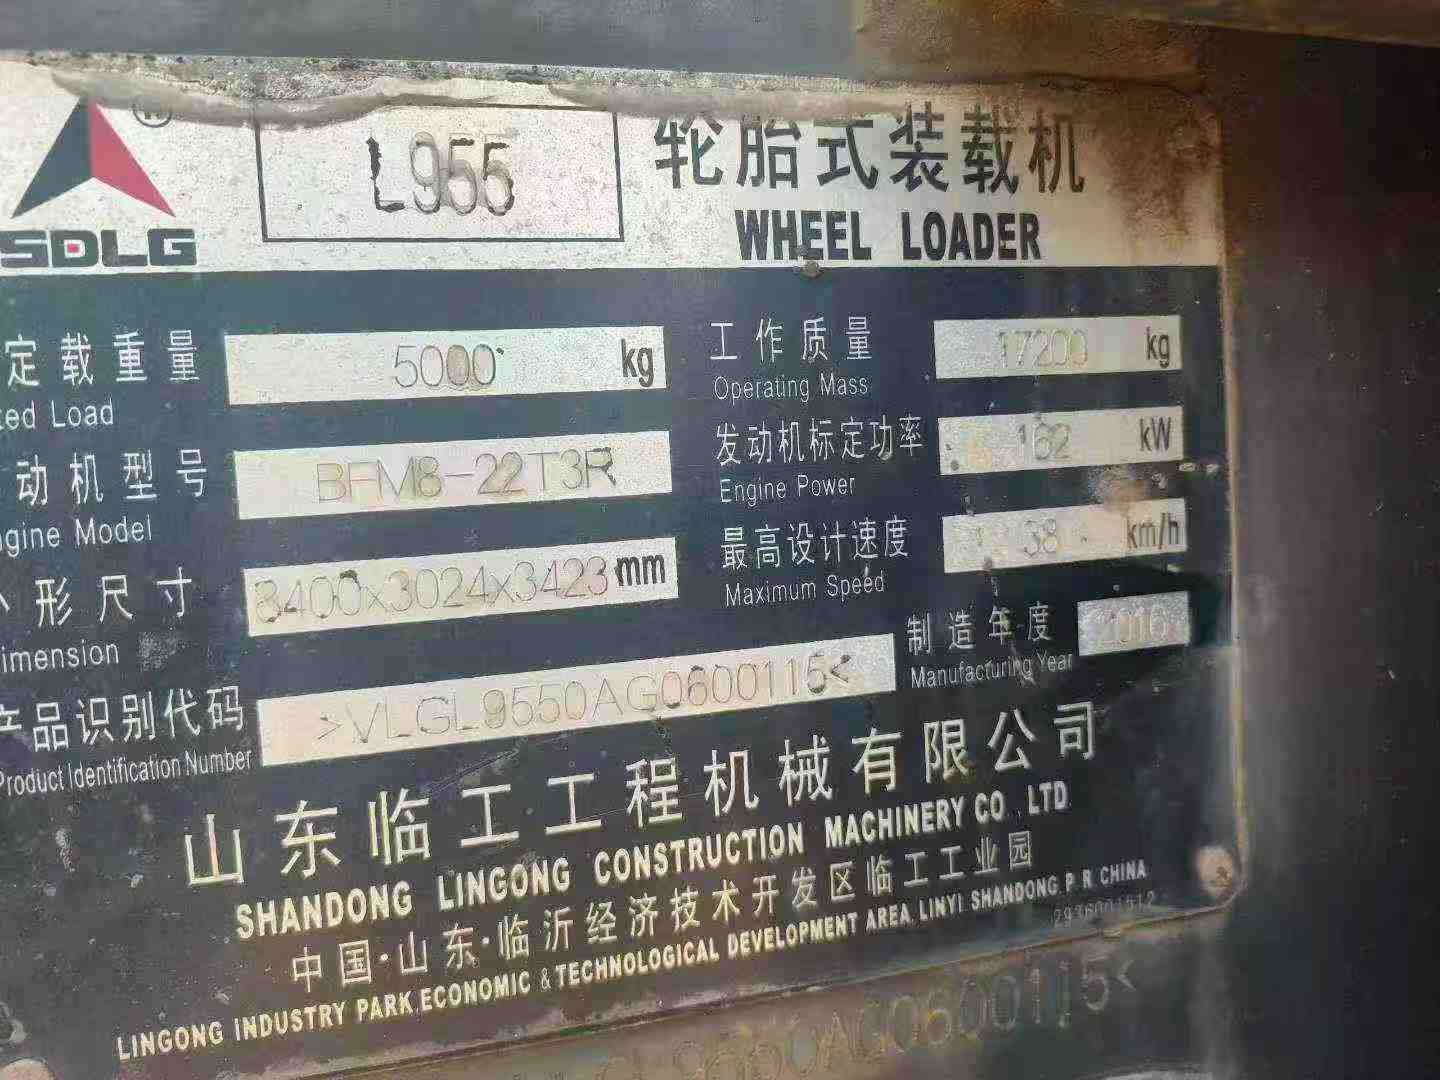 SDLG
L955
轮胎式装载机
WHEEL LOADER
定载重量 5000 kg
ted Load
工作质量 17200 kg
Operating Mass
动机型号 BFM8-22T3R
ngine Model
发动机标定功率 162 kW
Engine Power
外形尺寸 8400x3024x3423 mm
imension
最高设计速度 38 km/h
Maximum Speed
制造年度 2016
Manufacturing Year
产品识别代码 >VLGL9550AG0600115<
Product Identification Number
山东临工工程机械有限公司
SHANDONG LINGONG CONSTRUCTION MACHINERY CO., LTD
中国·山东·临沂经济技术开发区临工工业园
LINGONG INDUSTRY PARK,ECONOMIC & TECHNOLOGICAL DEVELOPMENT AREA, LINYI SHANDONG, P R CHINA
2936001512
AG0600115<